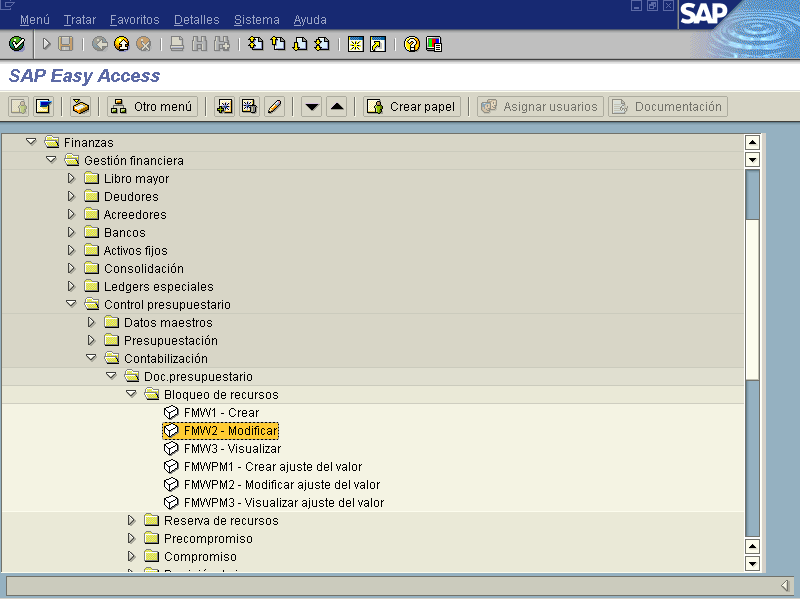 Menú Tratar Favoritos Detalles Sistema Ayuda
SAP
SAP Easy Access
Otro menú Crear papel Asignar usuarios Documentación
Finanzas
Gestión financiera
Libro mayor
Deudores
Acreedores
Bancos
Activos fijos
Consolidación
Ledgers especiales
Control presupuestario
Datos maestros
Presupuestación
Contabilización
Doc.presupuestario
Bloqueo de recursos
FMW1 - Crear
FMW2 - Modificar
FMW3 - Visualizar
FMWPM1 - Crear ajuste del valor
FMWPM2 - Modificar ajuste del valor
FMWPM3 - Visualizar ajuste del valor
Reserva de recursos
Precompromiso
Compromiso